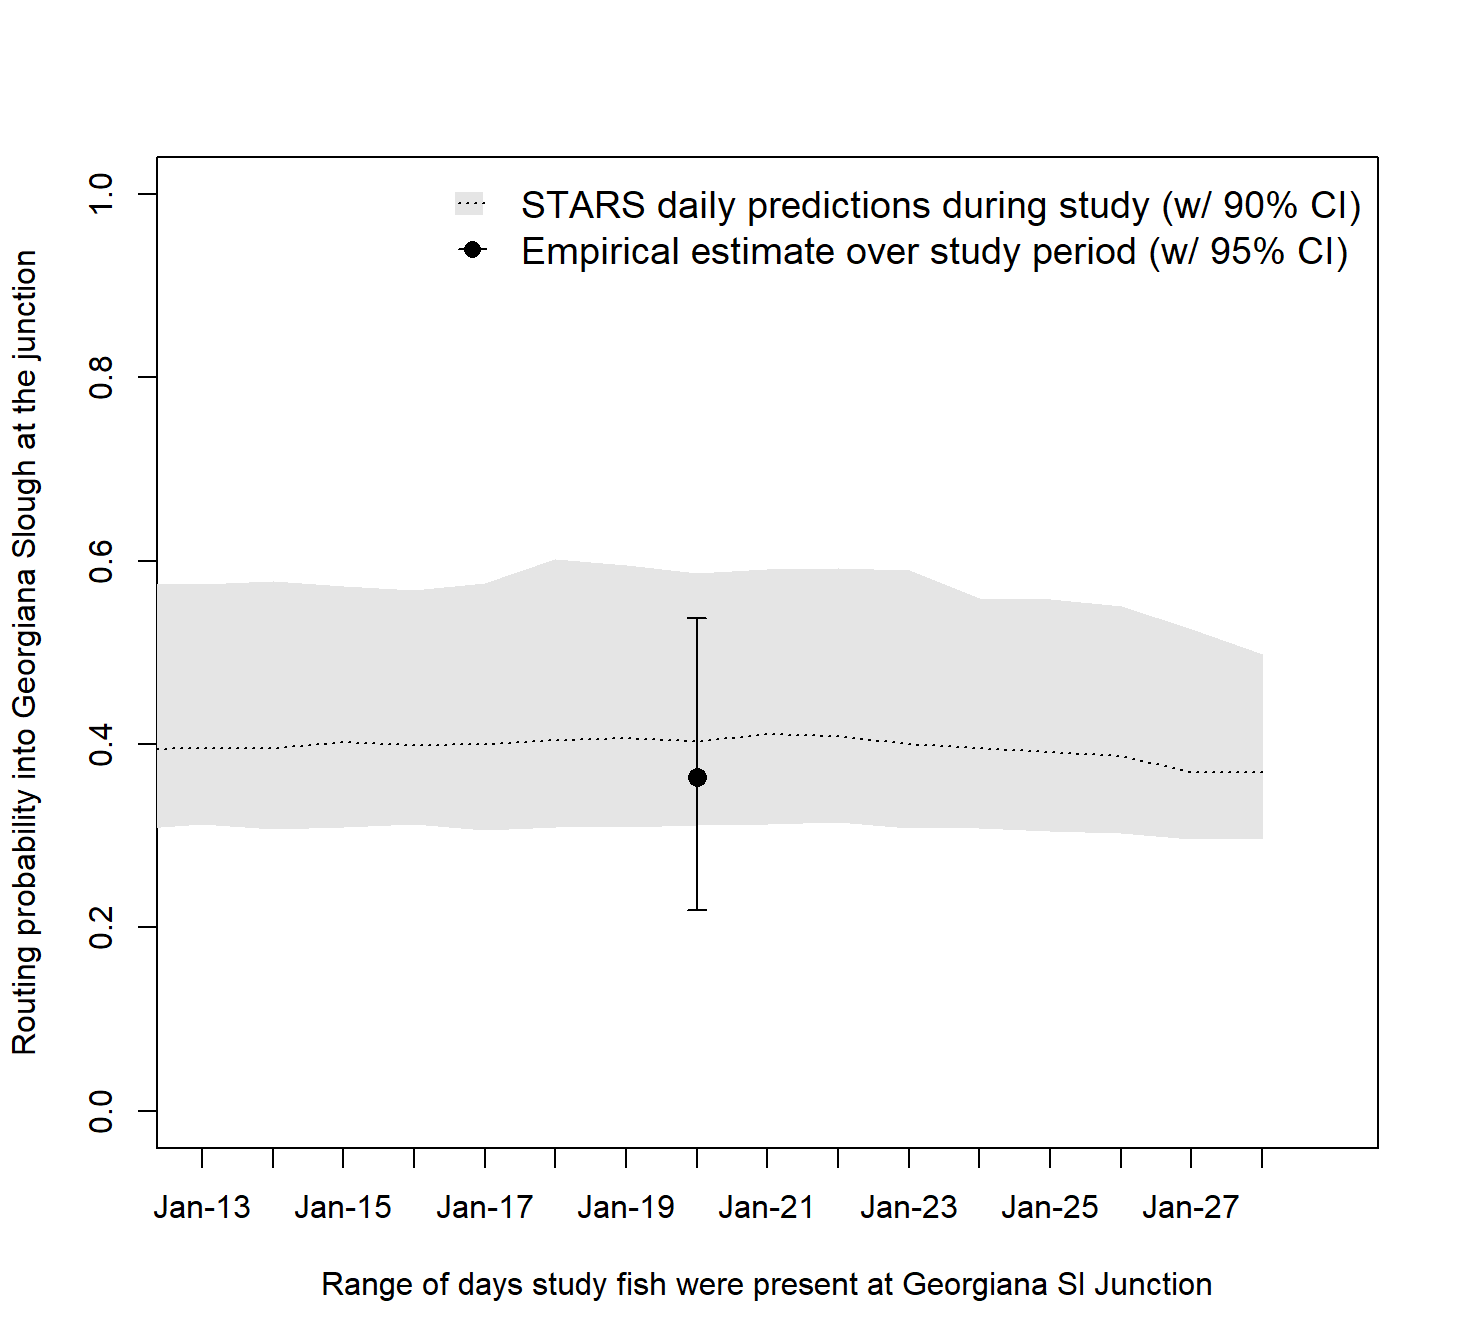 STARS daily predictions during study (w/ 90% CI)
Empirical estimate over study period (w/ 95% CI)
Routing probability into Georgiana Slough at the junction
1.0
0.8
0.6
0.4
0.2
0.0
Jan-13 Jan-15 Jan-17 Jan-19 Jan-21 Jan-23 Jan-25 Jan-27
Range of days study fish were present at Georgiana Sl Junction